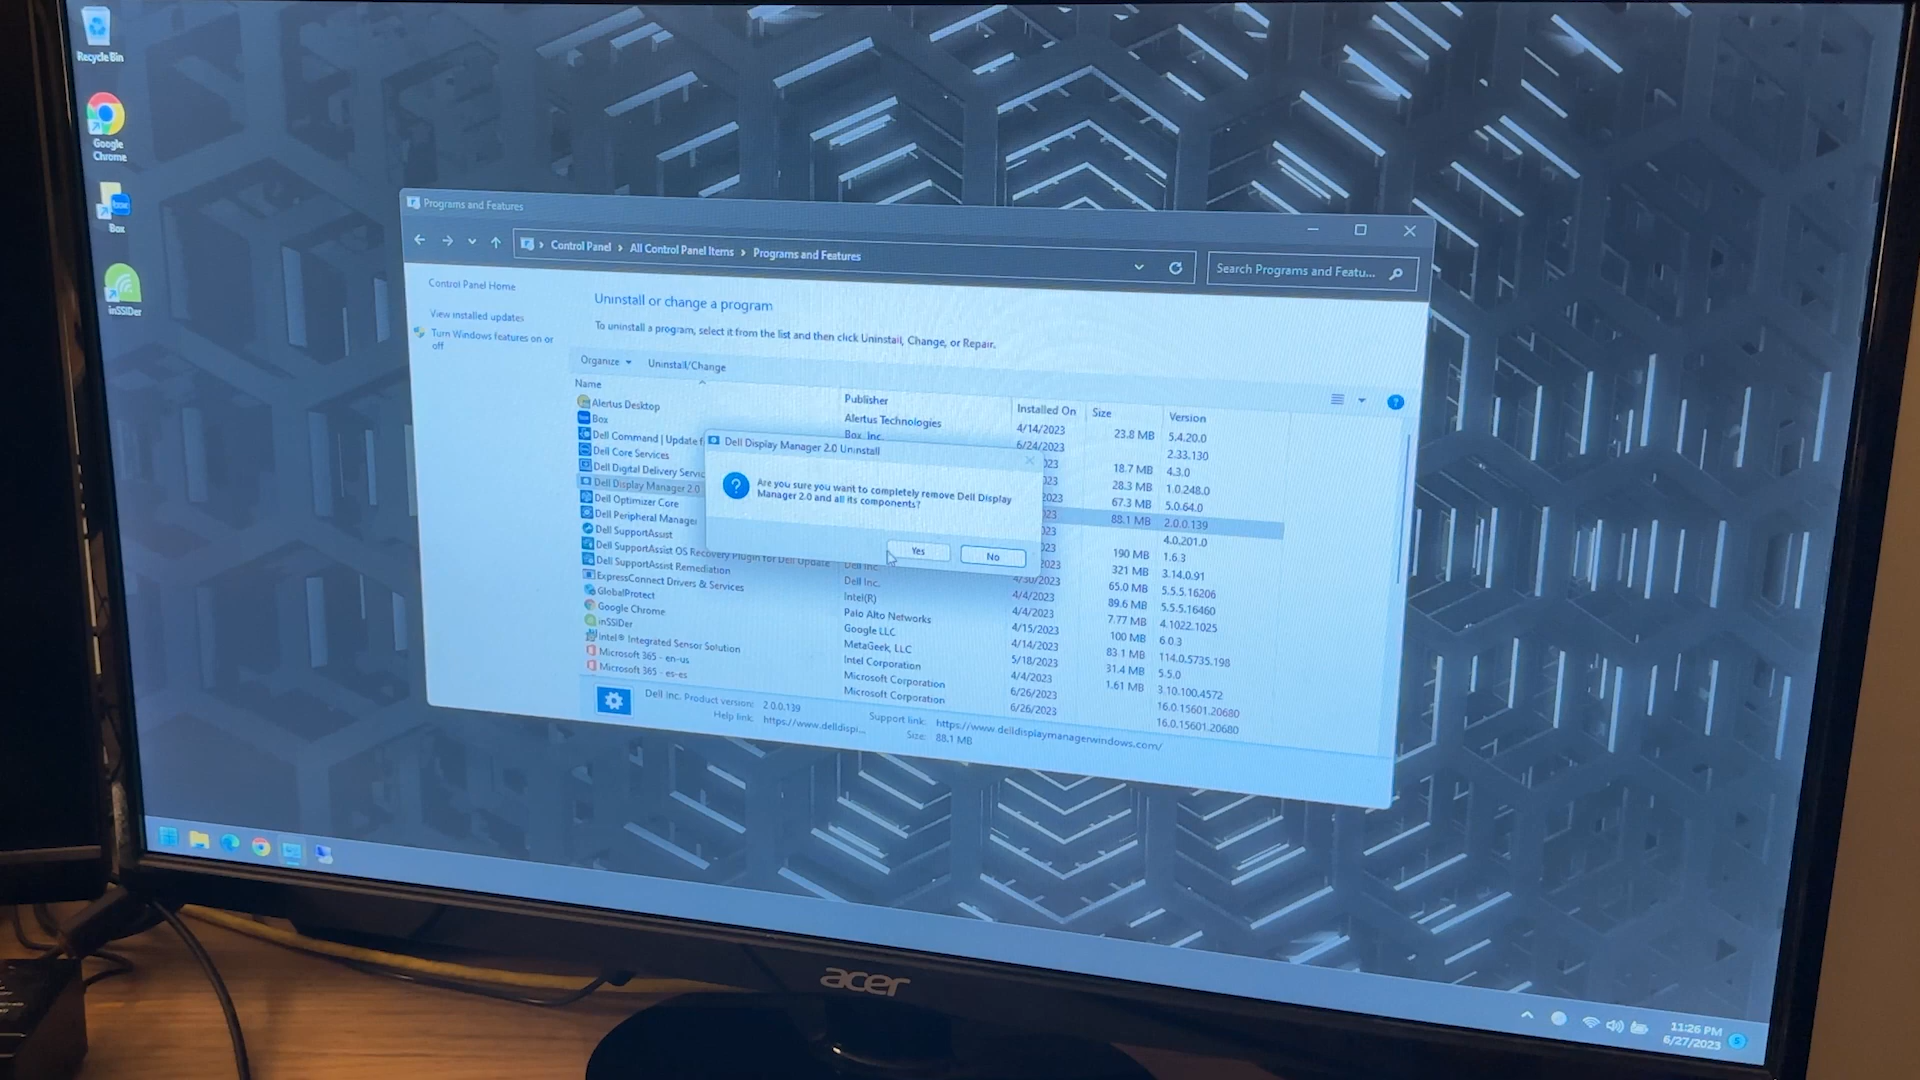 Recycle Bin
Google
Chrome
Box
inSSIDer
Programs and Features
Control Panel > All Control Panel Items > Programs and Features
Search Programs and Featu...
Control Panel Home
View installed updates
Turn Windows features on or
off
Uninstall or change a program
To uninstall a program, select it from the list and then click Uninstall, Change, or Repair.
Organize Uninstall/Change
Name Publisher Installed On Size Version
Alertus Desktop Alertus Technologies 4/14/2023 23.8 MB 5.4.20.0
Box Box, Inc. 6/24/2023 2.33.130
Dell Command | Update f 023 18.7 MB 4.3.0
Dell Core Services 023 28.3 MB 1.0.248.0
Dell Digital Delivery Servic 2023 67.3 MB 5.0.64.0
Dell Display Manager 2.0 023 88.1 MB 2.0.0.139
Dell Optimizer Core 023 4.0.201.0
Dell Peripheral Manager 023 190 MB 1.6.3
Dell SupportAssist 2023 321 MB 3.14.0.91
Dell SupportAssist OS Recovery Plugin for Dell Update Dell Inc. 4/30/2023 65.0 MB 5.5.5.16206
Dell SupportAssist Remediation Dell Inc. 4/4/2023 89.6 MB 5.5.5.16460
ExpressConnect Drivers & Services Intel(R) 4/4/2023 7.77 MB 4.1022.1025
GlobalProtect Palo Alto Networks 4/15/2023 100 MB 6.0.3
Google Chrome Google LLC 4/14/2023 83.1 MB 114.0.5735.198
inSSIDer MetaGeek, LLC 5/18/2023 31.4 MB 5.5.0
Intel® Integrated Sensor Solution Intel Corporation 4/4/2023 1.61 MB 3.10.100.4572
Microsoft 365 - en-us Microsoft Corporation 6/26/2023 16.0.15601.20680
Microsoft 365 - es-es Microsoft Corporation 6/26/2023 16.0.15601.20680
Dell Display Manager 2.0 Uninstall
Are you sure you want to completely remove Dell Display
Manager 2.0 and all its components?
Yes No
Dell Inc. Product version: 2.0.0.139 Support link: https://www.delldisplaymanagerwindows.com/
Help link: https://www.delldispl... Size: 88.1 MB
11:26 PM
6/27/2023
5
acer